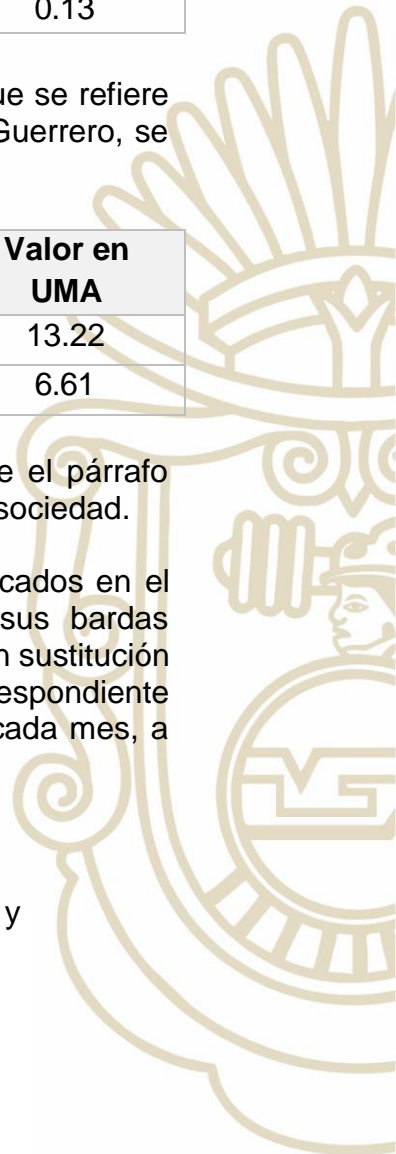 0.13
ue se refiere
Guerrero, se
Valor en
UMA
13.22
6.61
e el párrafo
sociedad.
cados en el
sus bardas
n sustitución
espondiente
cada mes, a
y